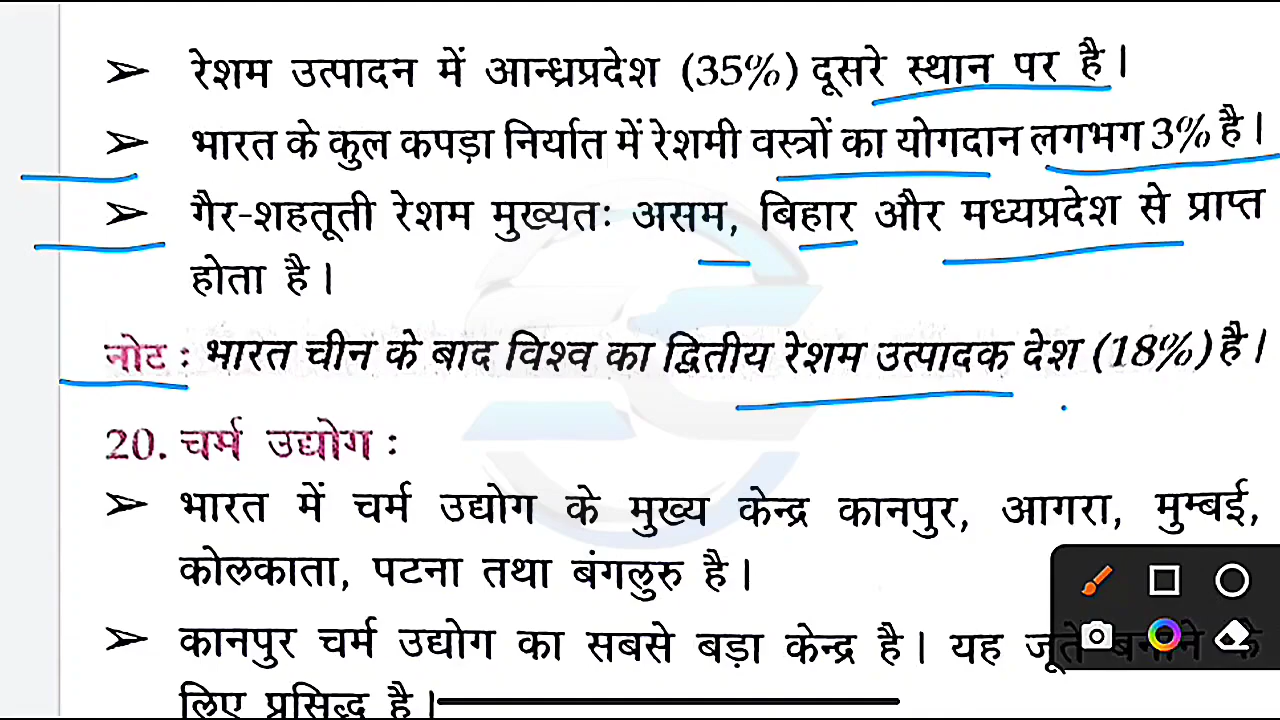 ➢ रेशम उत्पादन में आन्ध्रप्रदेश (35%) दूसरे स्थान पर है।
➢ भारत के कुल कपड़ा निर्यात में रेशमी वस्त्रों का योगदान लगभग 3% है।
➢ गैर-शहतूती रेशम मुख्यतः असम, बिहार और मध्यप्रदेश से प्राप्त
होता है।
नोट : भारत चीन के बाद विश्व का द्वितीय रेशम उत्पादक देश (18%) है।
20. चर्म उद्योग :
➢ भारत में चर्म उद्योग के मुख्य केन्द्र कानपुर, आगरा, मुम्बई,
कोलकाता, पटना तथा बंगलुरु है।
➢ कानपुर चर्म उद्योग का सबसे बड़ा केन्द्र है। यह जूते बनाने के
लिए प्रसिद्ध है।